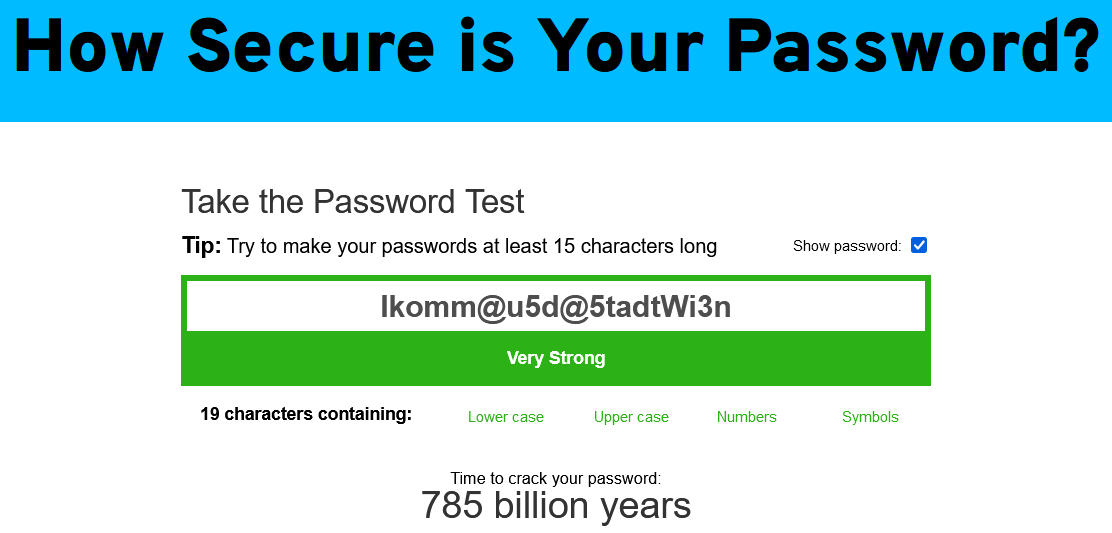 How Secure is Your Password?
Take the Password Test
Tip: Try to make your passwords at least 15 characters long
Show password:
Ikomm@u5d@5tadtWi3n
Very Strong
19 characters containing:
Lower case
Upper case
Numbers
Symbols
Time to crack your password:
785 billion years